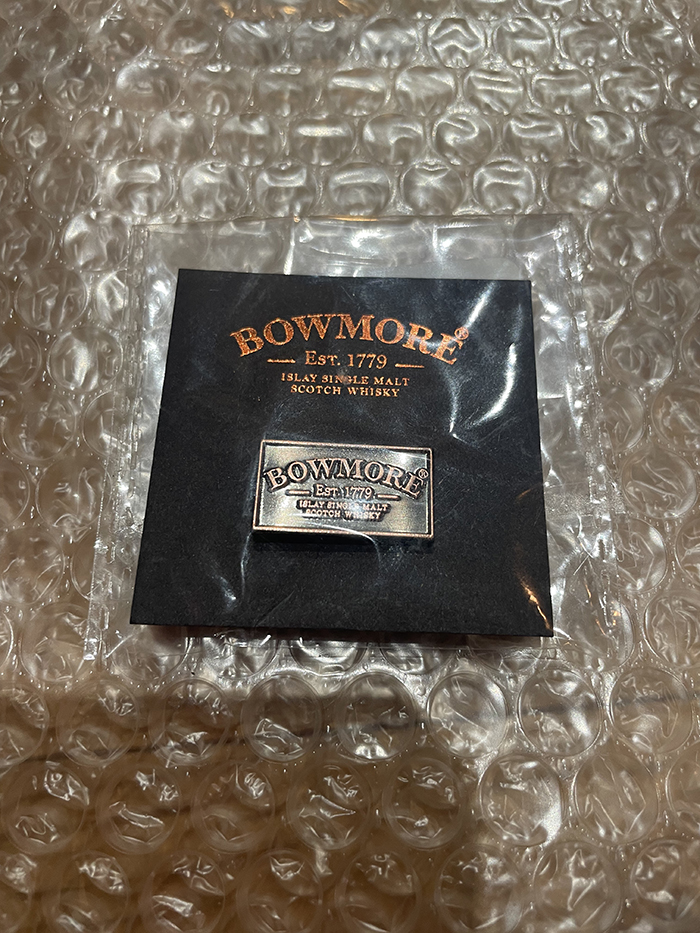 BOWMORE®
EST. 1779
ISLAY SINGLE MALT
SCOTCH WHISKY
BOWMORE®
EST. 1779
ISLAY SINGLE MALT
SCOTCH WHISKY